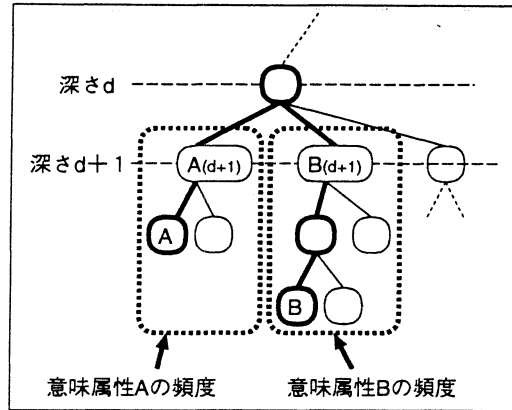 深さd
深さd+1
A(d+1)
B(d+1)
A
B
意味属性Aの頻度
意味属性Bの頻度